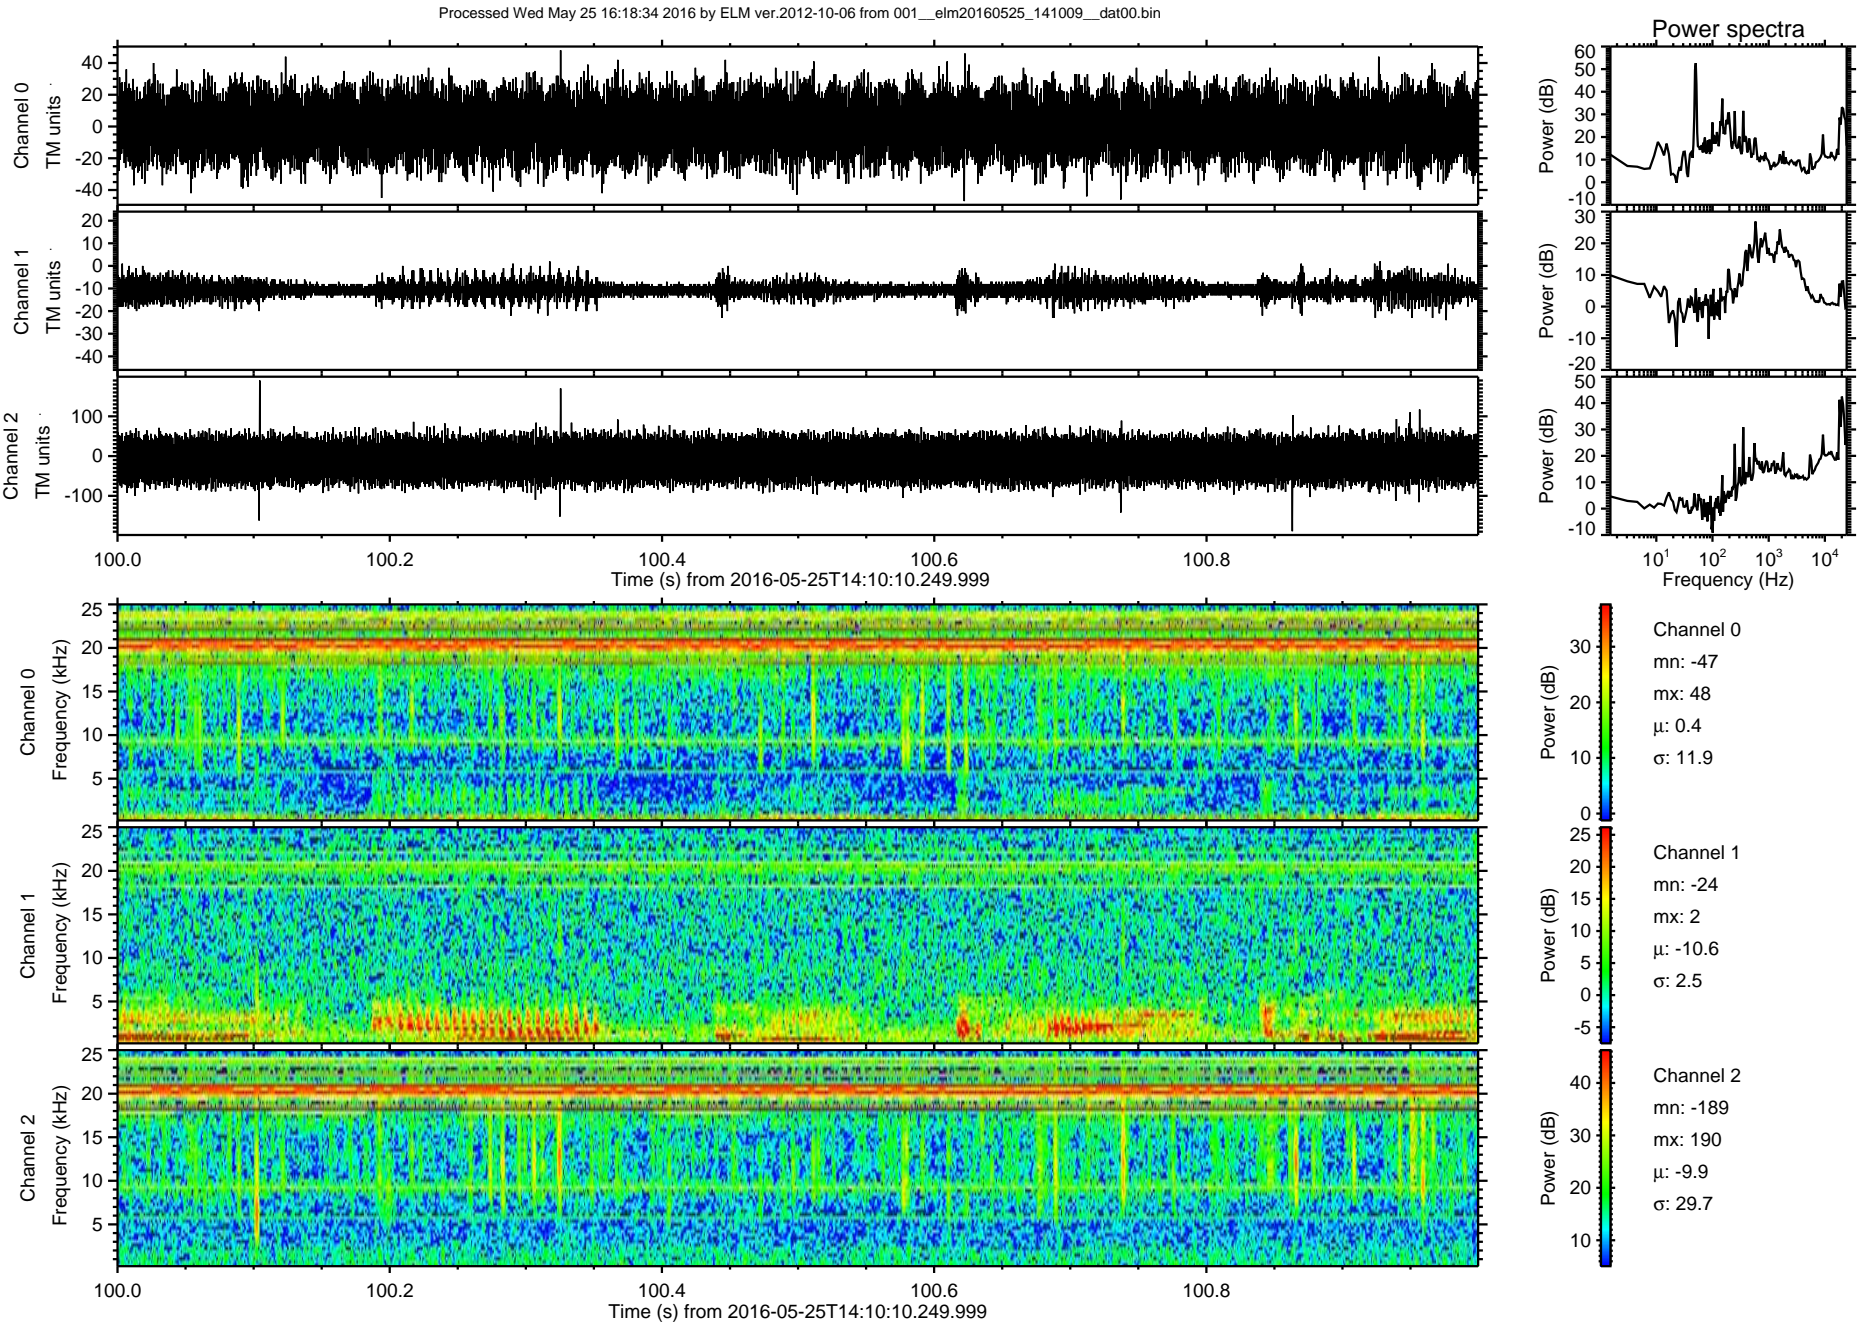 Processed Wed May 25 16:18:34 2016 by ELM ver.2012-10-06 from 001__elm20160525_141009__dat00.bin
Power spectra
Channel 0
TM units
40
20
0
-20
-40
Power (dB)
60
50
40
30
20
10
0
-10
Channel 1
TM units
20
10
0
-10
-20
-30
-40
Power (dB)
30
20
10
0
-10
-20
Channel 2
TM units
100
0
-100
Power (dB)
50
40
30
20
10
0
-10
100.0 100.2 100.4 100.6 100.8
Time (s) from 2016-05-25T14:10:10.249.999
10¹ 10² 10³ 10⁴
Frequency (Hz)
Channel 0
Frequency (kHz)
25
20
15
10
5
Power (dB)
30
20
10
0
Channel 0
mn: -47
mx: 48
µ: 0.4
σ: 11.9
Channel 1
Frequency (kHz)
25
20
15
10
5
Power (dB)
25
20
15
10
5
0
-5
Channel 1
mn: -24
mx: 2
µ: -10.6
σ: 2.5
Channel 2
Frequency (kHz)
25
20
15
10
5
Power (dB)
40
30
20
10
Channel 2
mn: -189
mx: 190
µ: -9.9
σ: 29.7
100.0 100.2 100.4 100.6 100.8
Time (s) from 2016-05-25T14:10:10.249.999